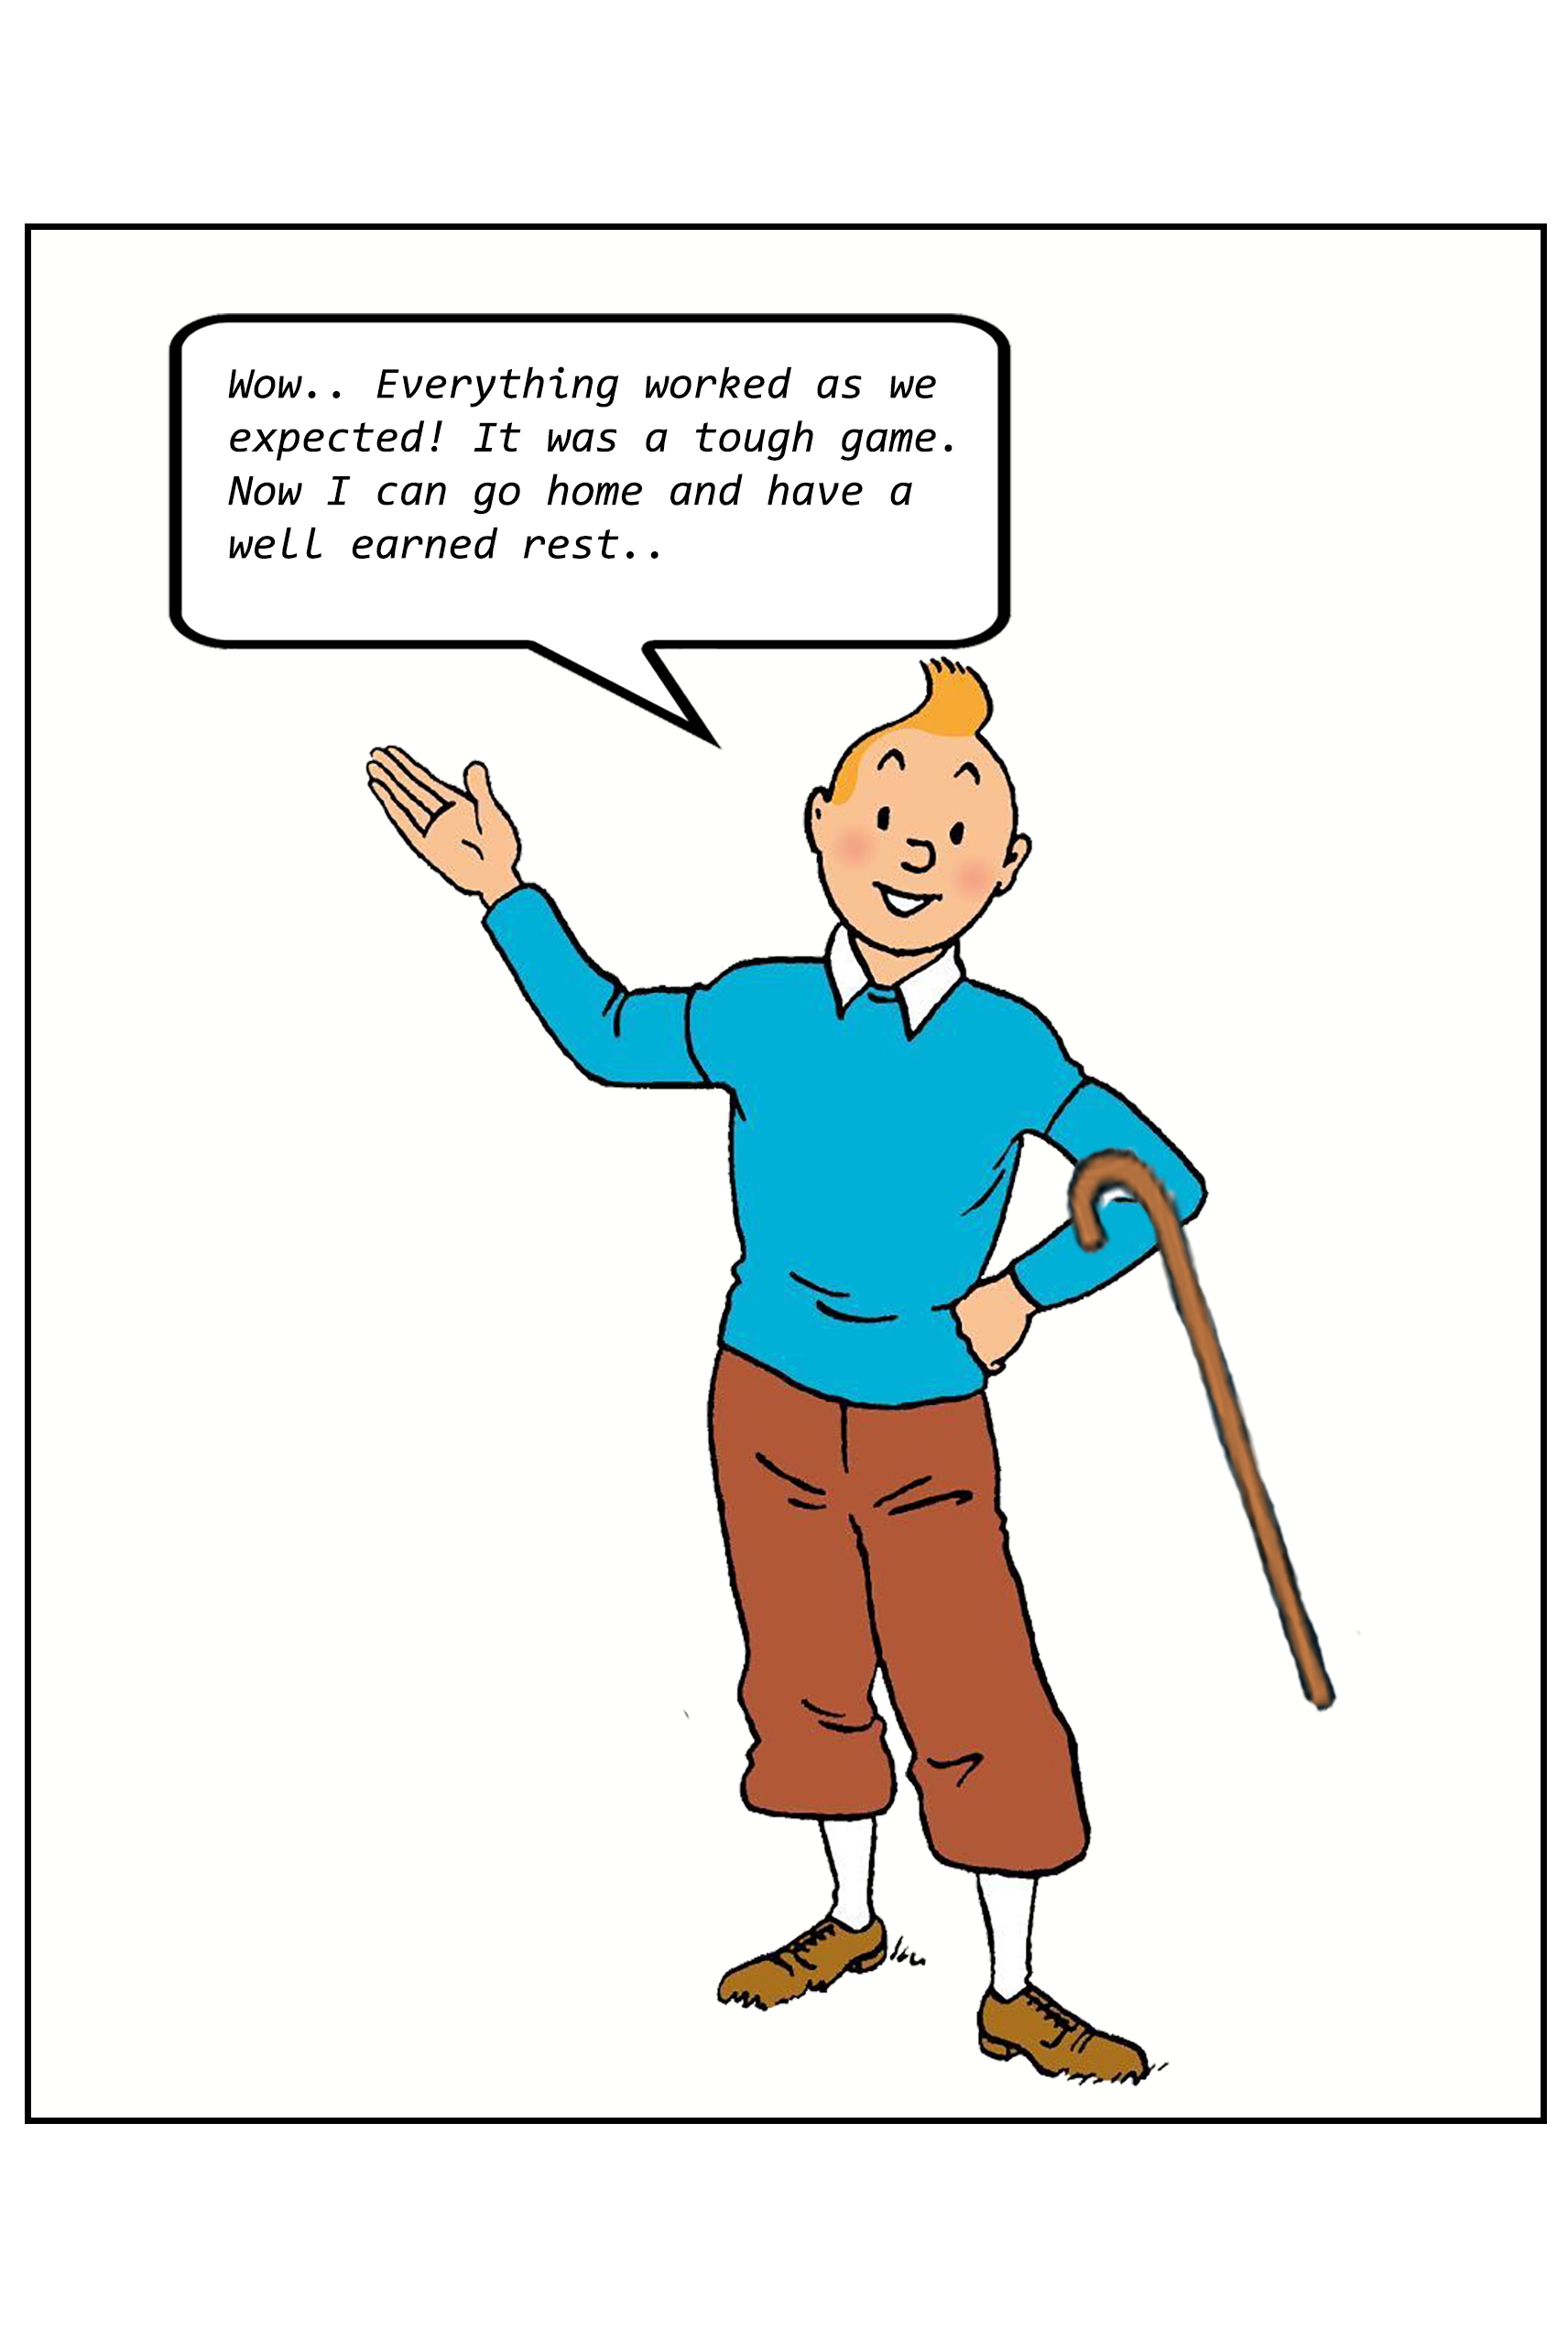 Wow.. Everything worked as we
expected! It was a tough game.
Now I can go home and have a
well earned rest..